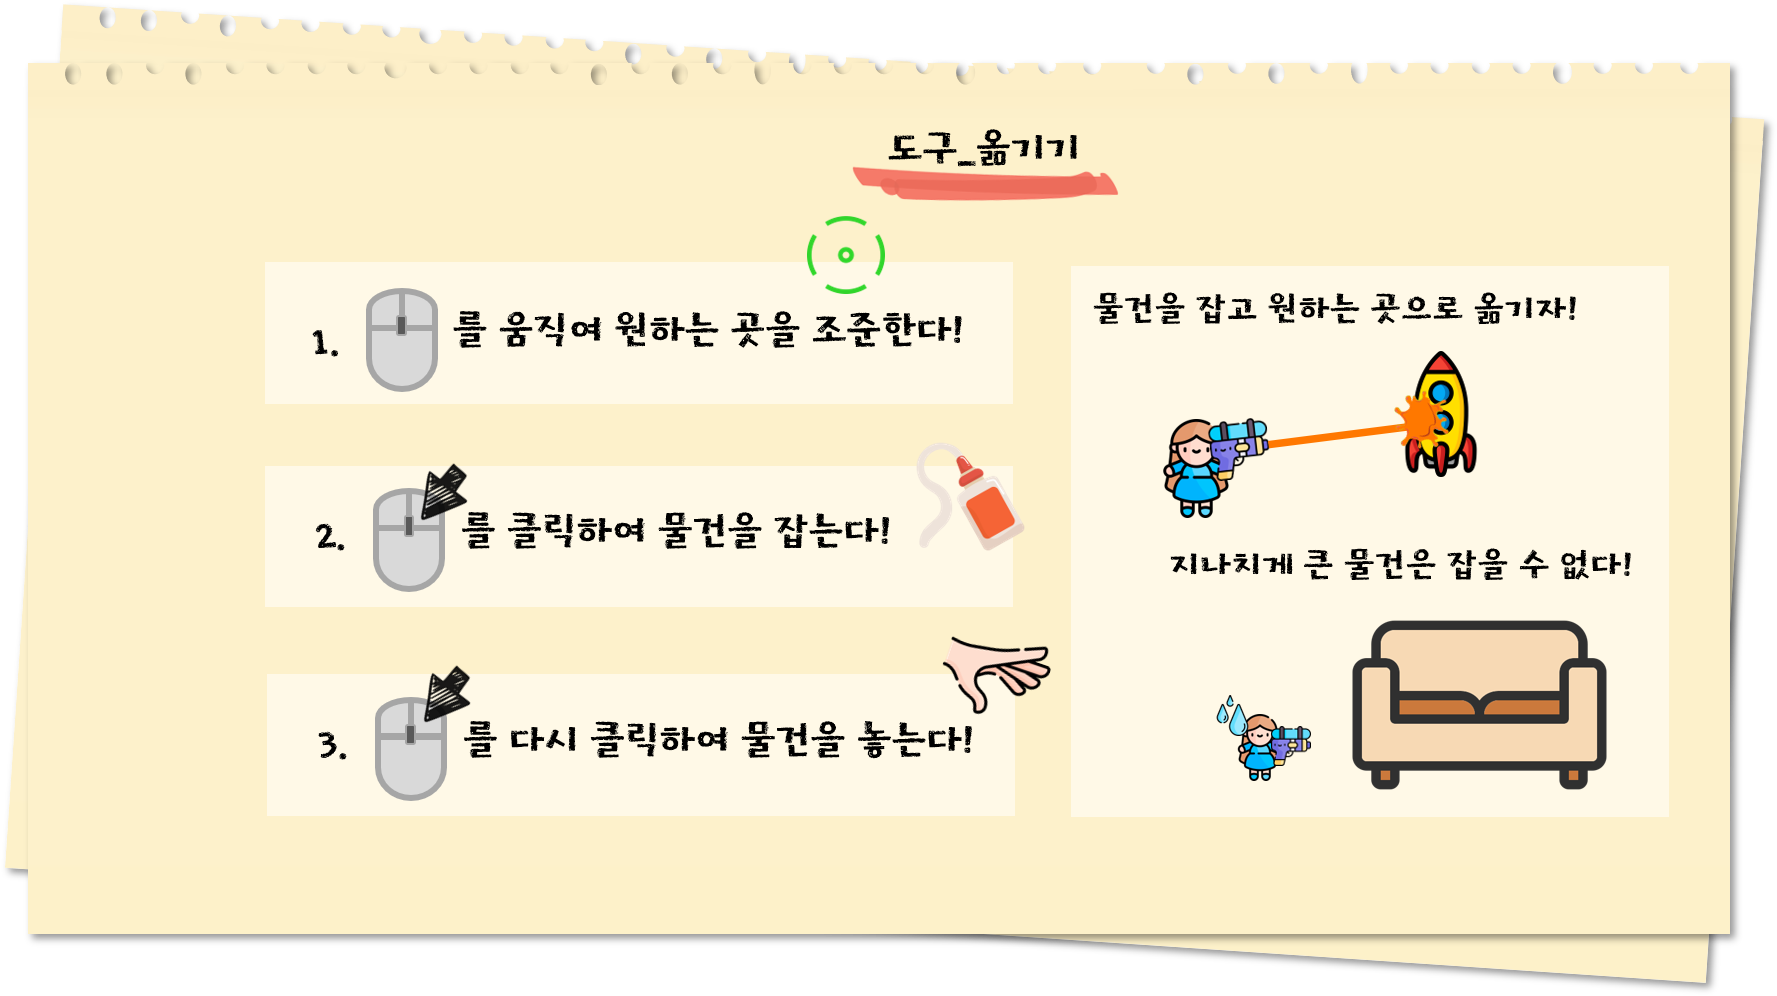 도구_옮기기
1. 를 움직여 원하는 곳을 조준한다!
2. 를 클릭하여 물건을 잡는다!
3. 를 다시 클릭하여 물건을 놓는다!
물건을 잡고 원하는 곳으로 옮기자!
지나치게 큰 물건은 잡을 수 없다!